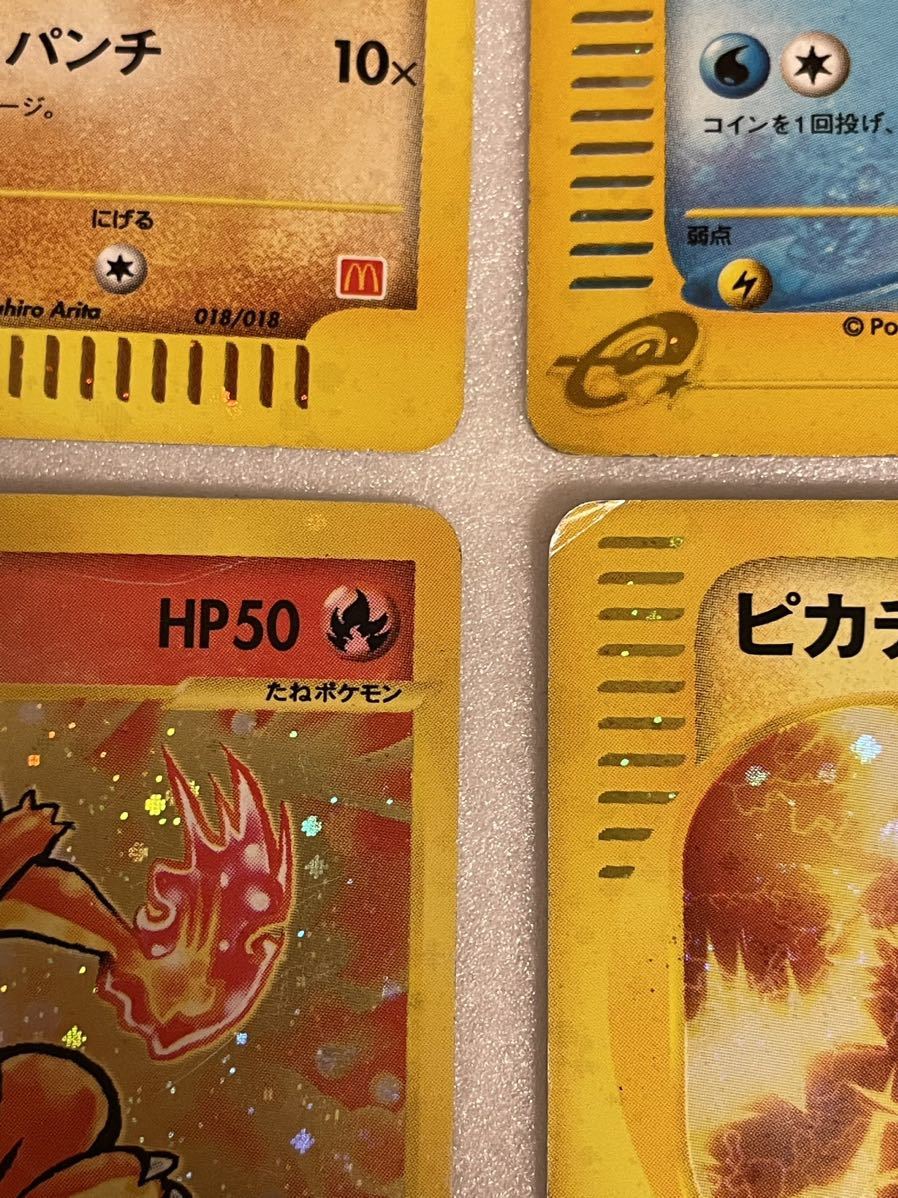 パンチ 10×
ージ。
にげる
hiro Arita 018/018
コインを1回投げ、
弱点
© Po
HP50
たねポケモン
ピカチ